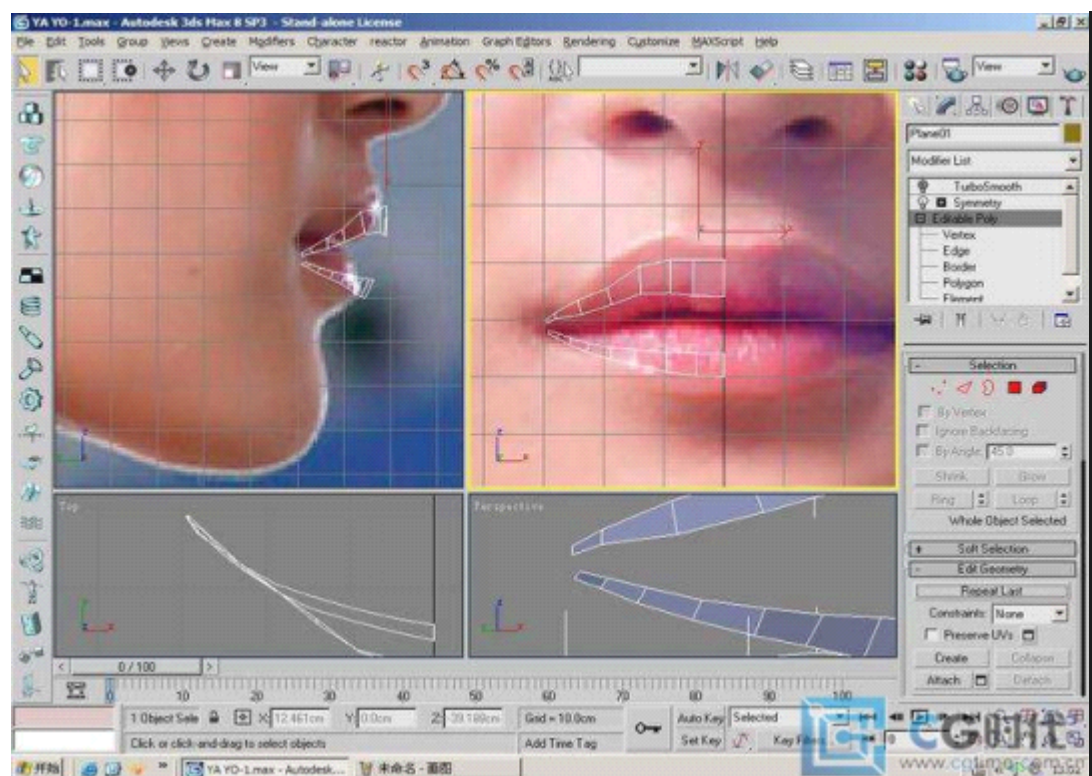 YA YO-1.max - Autodesk 3ds Max 8 SP3 - Stand-alone License
File Edit Tools Group Views Create Modifiers Character reactor Animation Graph Editors Rendering Customize MAXScript Help
View
View
Plane01
Modifier List
TurboSmooth
Symmetry
Editable Poly
Vertex
Edge
Border
Polygon
Element
Selection
By Vertex
Ignore Backfacing
By Angle: 45.0
Shrink Grow
Ring Loop
Whole Object Selected
Soft Selection
Edit Geometry
Repeat Last
Constraints: None
Preserve UVs
Create Collapse
Attach Detach
Top
Perspective
0 / 100
0 10 20 30 40 50 60 70 80 90 100
1 Object Sele X: 12.461cm Y: 0.0cm Z: -39.189cm Grid = 10.0cm Auto Key Selected
Click or click-and-drag to select objects Add Time Tag Set Key Key Filters
CG时代
www.cgtimo.com.cn
开始 YA YO-1.max - Autodesk... 未命名 - 画图